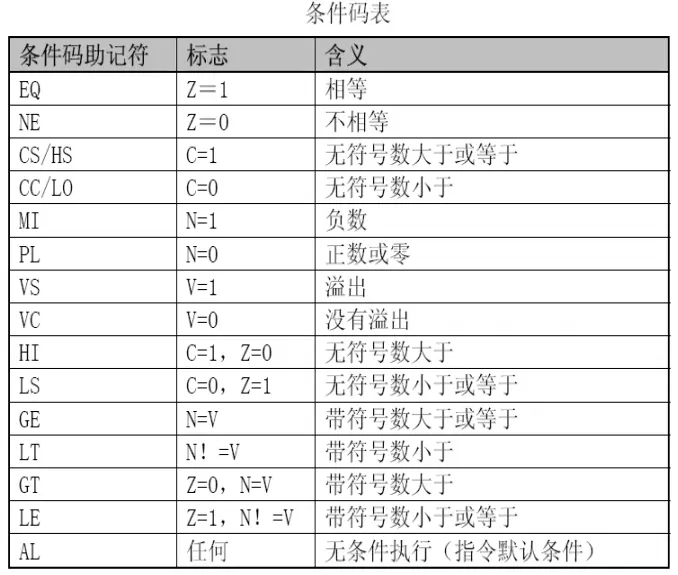 条件码表
条件码助记符 标志 含义
EQ Z＝1 相等
NE Z＝0 不相等
CS/HS C=1 无符号数大于或等于
CC/LO C=0 无符号数小于
MI N=1 负数
PL N=0 正数或零
VS V=1 溢出
VC V=0 没有溢出
HI C=1，Z=0 无符号数大于
LS C=0，Z=1 无符号数小于或等于
GE N=V 带符号数大于或等于
LT N！=V 带符号数小于
GT Z=0，N=V 带符号数大于
LE Z=1，N！=V 带符号数小于或等于
AL 任何 无条件执行（指令默认条件）